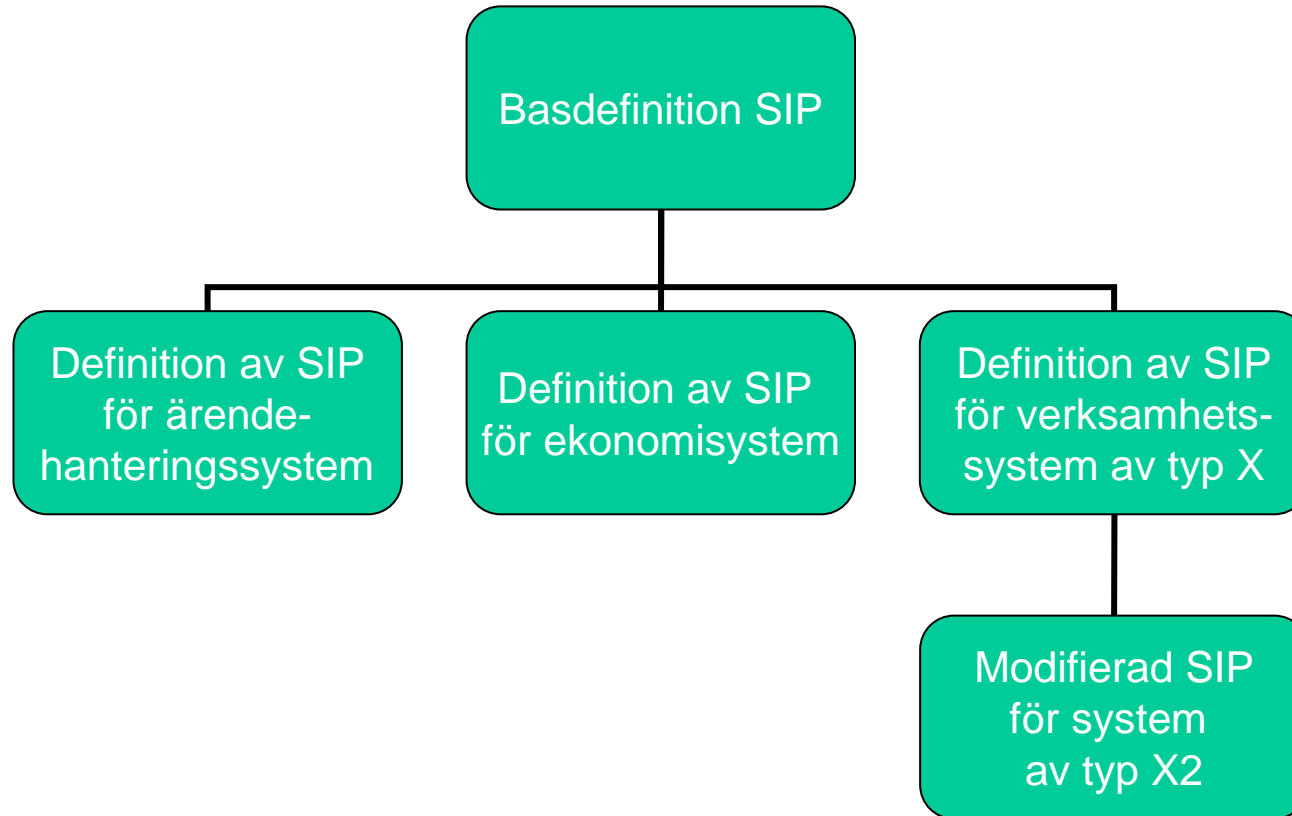 Basdefinition SIP
Definition av SIP
för ärende-
hanteringssystem
Definition av SIP
för ekonomisystem
Definition av SIP
för verksamhets-
system av typ X
Modifierad SIP
för system
av typ X2